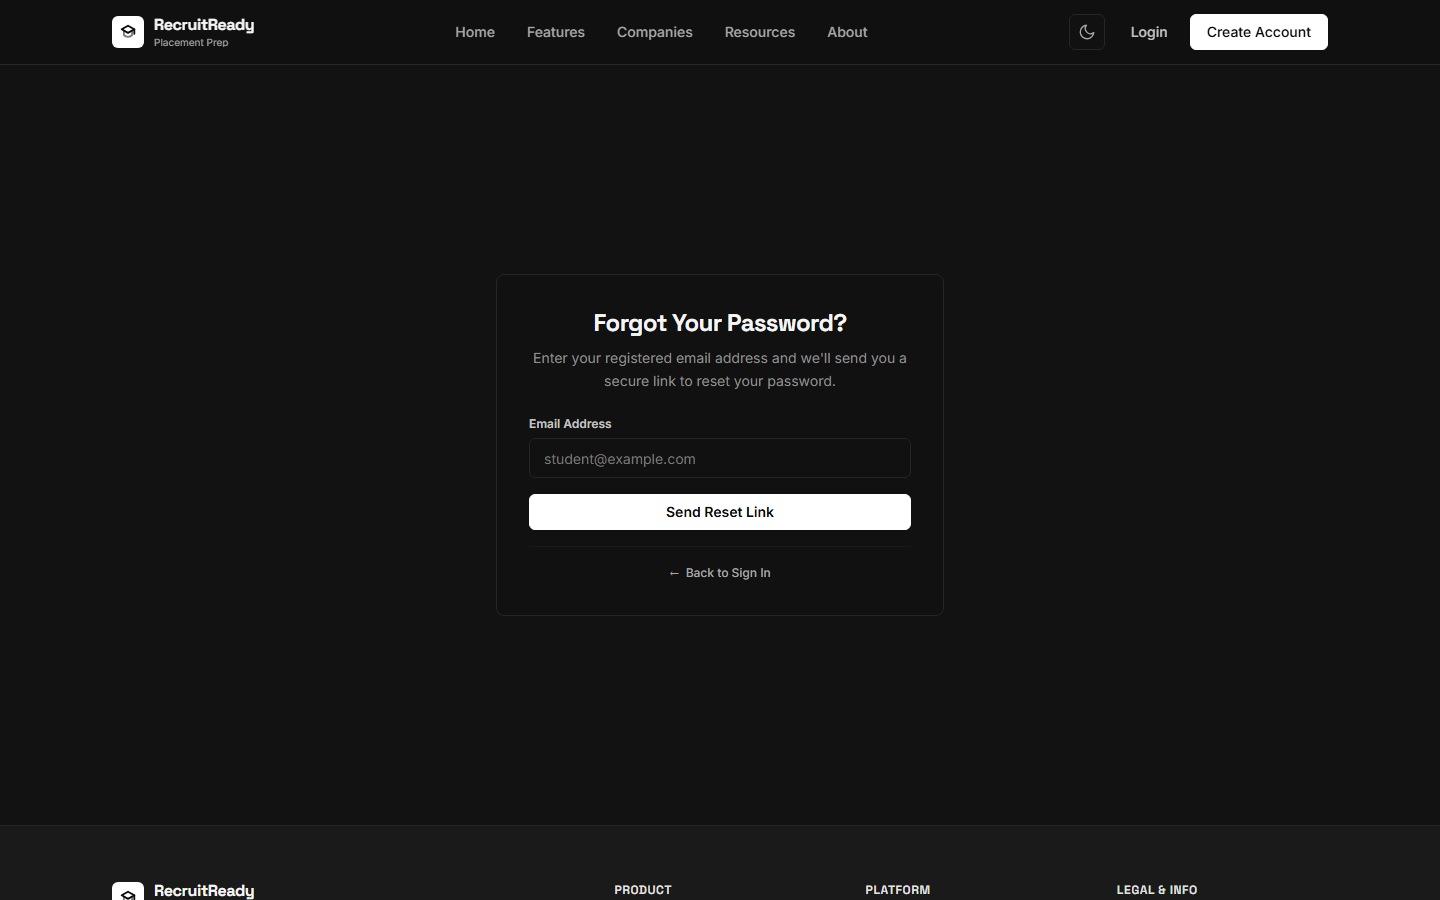 RecruitReady
Placement Prep
Home
Features
Companies
Resources
About
Login
Create Account
Forgot Your Password?
Enter your registered email address and we'll send you a
secure link to reset your password.
Email Address
student@example.com
Send Reset Link
← Back to Sign In
RecruitReady
PRODUCT
PLATFORM
LEGAL & INFO